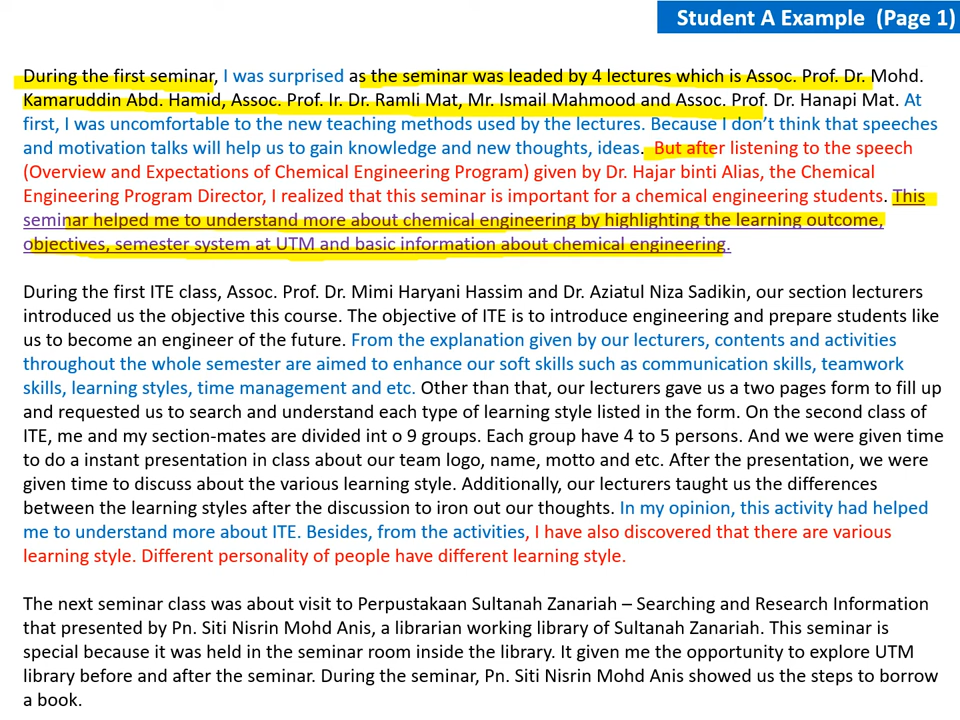 Student A Example (Page 1)
During the first seminar, I was surprised as the seminar was leaded by 4 lectures which is Assoc. Prof. Dr. Mohd.
Kamaruddin Abd. Hamid, Assoc. Prof. Ir. Dr. Ramli Mat, Mr. Ismail Mahmood and Assoc. Prof. Dr. Hanapi Mat. At
first, I was uncomfortable to the new teaching methods used by the lectures. Because I don’t think that speeches
and motivation talks will help us to gain knowledge and new thoughts, ideas. But after listening to the speech
(Overview and Expectations of Chemical Engineering Program) given by Dr. Hajar binti Alias, the Chemical
Engineering Program Director, I realized that this seminar is important for a chemical engineering students. This
seminar helped me to understand more about chemical engineering by highlighting the learning outcome,
objectives, semester system at UTM and basic information about chemical engineering.
During the first ITE class, Assoc. Prof. Dr. Mimi Haryani Hassim and Dr. Aziatul Niza Sadikin, our section lecturers
introduced us the objective this course. The objective of ITE is to introduce engineering and prepare students like
us to become an engineer of the future. From the explanation given by our lecturers, contents and activities
throughout the whole semester are aimed to enhance our soft skills such as communication skills, teamwork
skills, learning styles, time management and etc. Other than that, our lecturers gave us a two pages form to fill up
and requested us to search and understand each type of learning style listed in the form. On the second class of
ITE, me and my section-mates are divided int o 9 groups. Each group have 4 to 5 persons. And we were given time
to do a instant presentation in class about our team logo, name, motto and etc. After the presentation, we were
given time to discuss about the various learning style. Additionally, our lecturers taught us the differences
between the learning styles after the discussion to iron out our thoughts. In my opinion, this activity had helped
me to understand more about ITE. Besides, from the activities, I have also discovered that there are various
learning style. Different personality of people have different learning style.
The next seminar class was about visit to Perpustakaan Sultanah Zanariah – Searching and Research Information
that presented by Pn. Siti Nisrin Mohd Anis, a librarian working library of Sultanah Zanariah. This seminar is
special because it was held in the seminar room inside the library. It given me the opportunity to explore UTM
library before and after the seminar. During the seminar, Pn. Siti Nisrin Mohd Anis showed us the steps to borrow
a book.